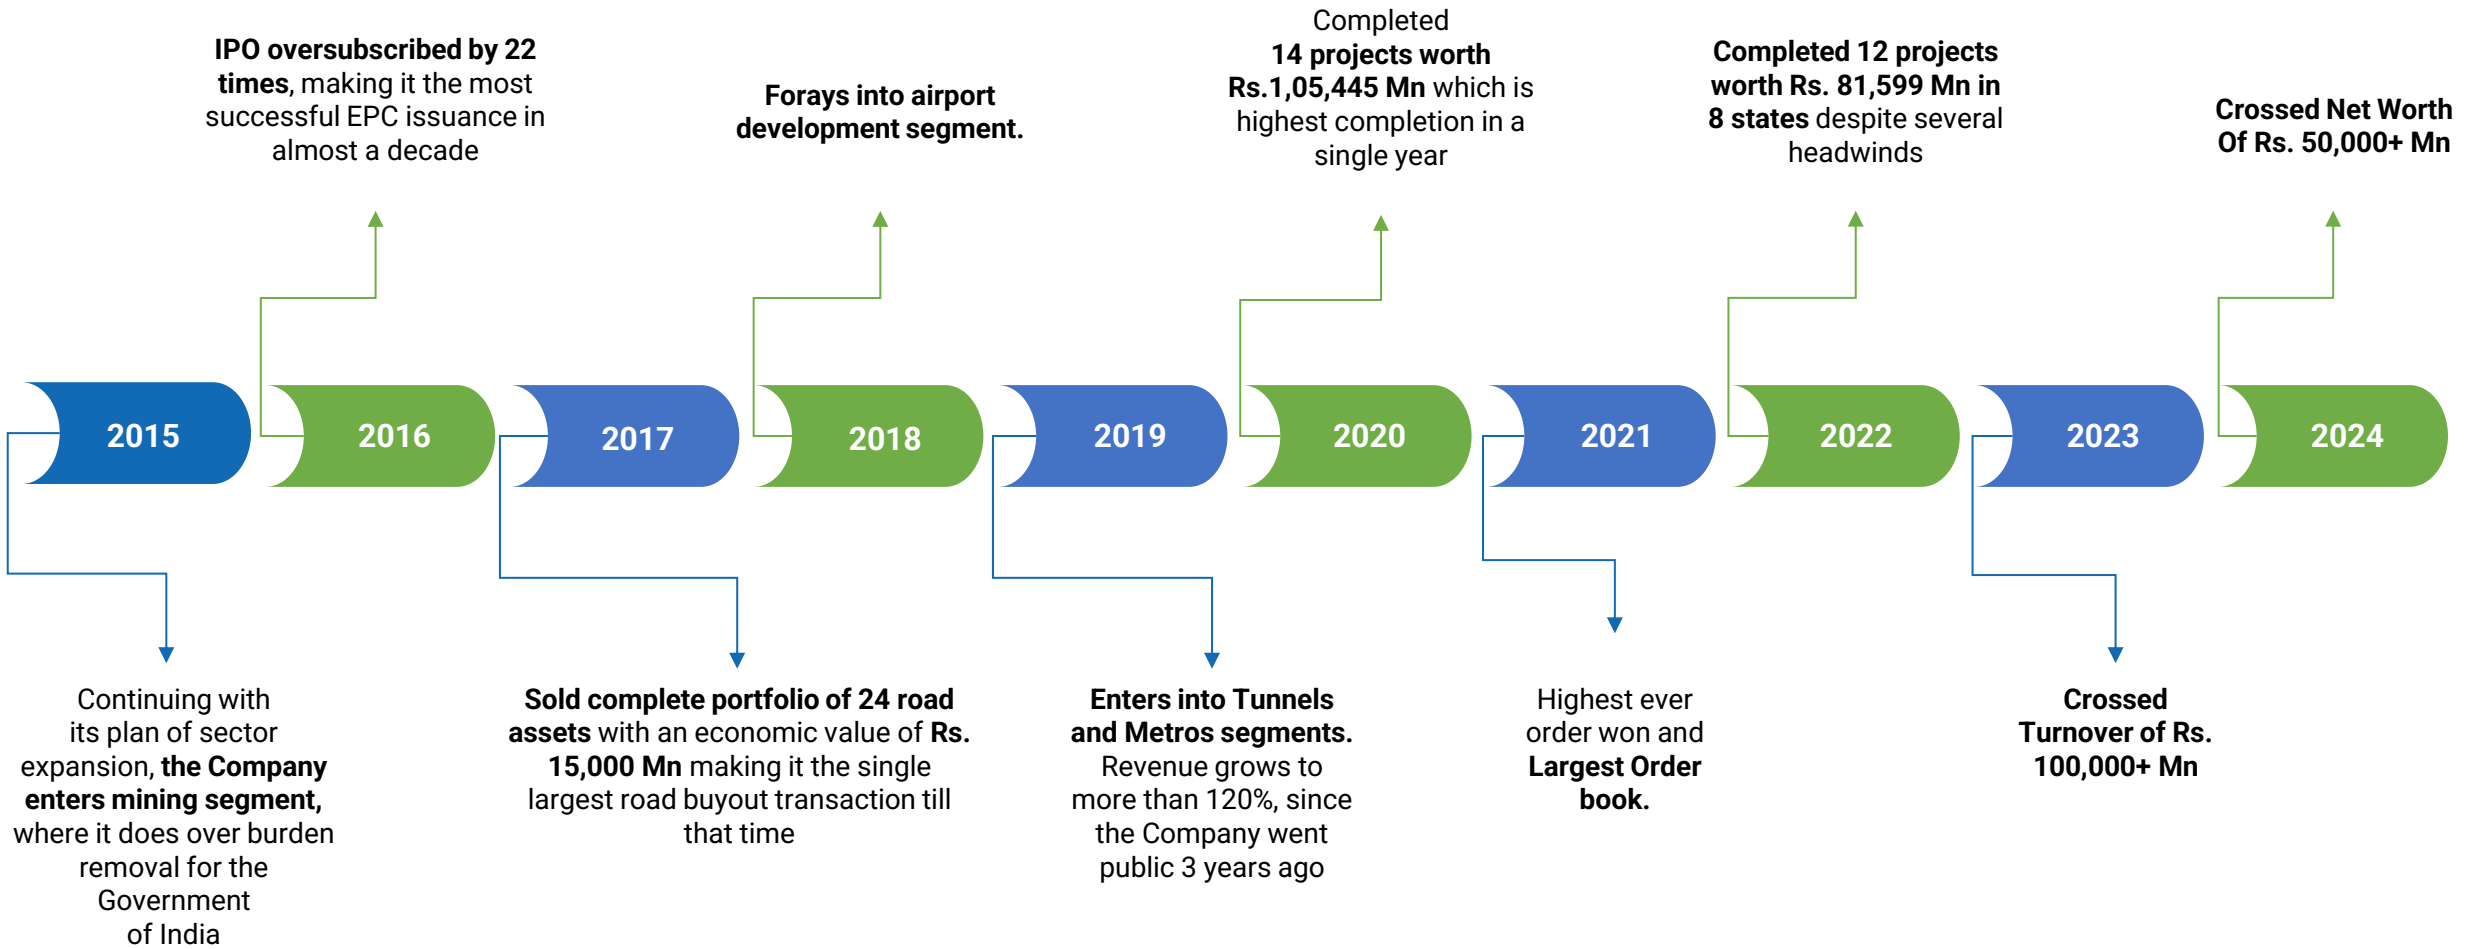 IPO oversubscribed by 22
times, making it the most
successful EPC issuance in
almost a decade
Forays into airport
development segment.
Completed
14 projects worth
Rs.1,05,445 Mn which is
highest completion in a
single year
Completed 12 projects
worth Rs. 81,599 Mn in
8 states despite several
headwinds
Crossed Net Worth
Of Rs. 50,000+ Mn
2015
2016
2017
2018
2019
2020
2021
2022
2023
2024
Continuing with
its plan of sector
expansion, the Company
enters mining segment,
where it does over burden
removal for the
Government
of India
Sold complete portfolio of 24 road
assets with an economic value of Rs.
15,000 Mn making it the single
largest road buyout transaction till
that time
Enters into Tunnels
and Metros segments.
Revenue grows to
more than 120%, since
the Company went
public 3 years ago
Highest ever
order won and
Largest Order
book.
Crossed
Turnover of Rs.
100,000+ Mn